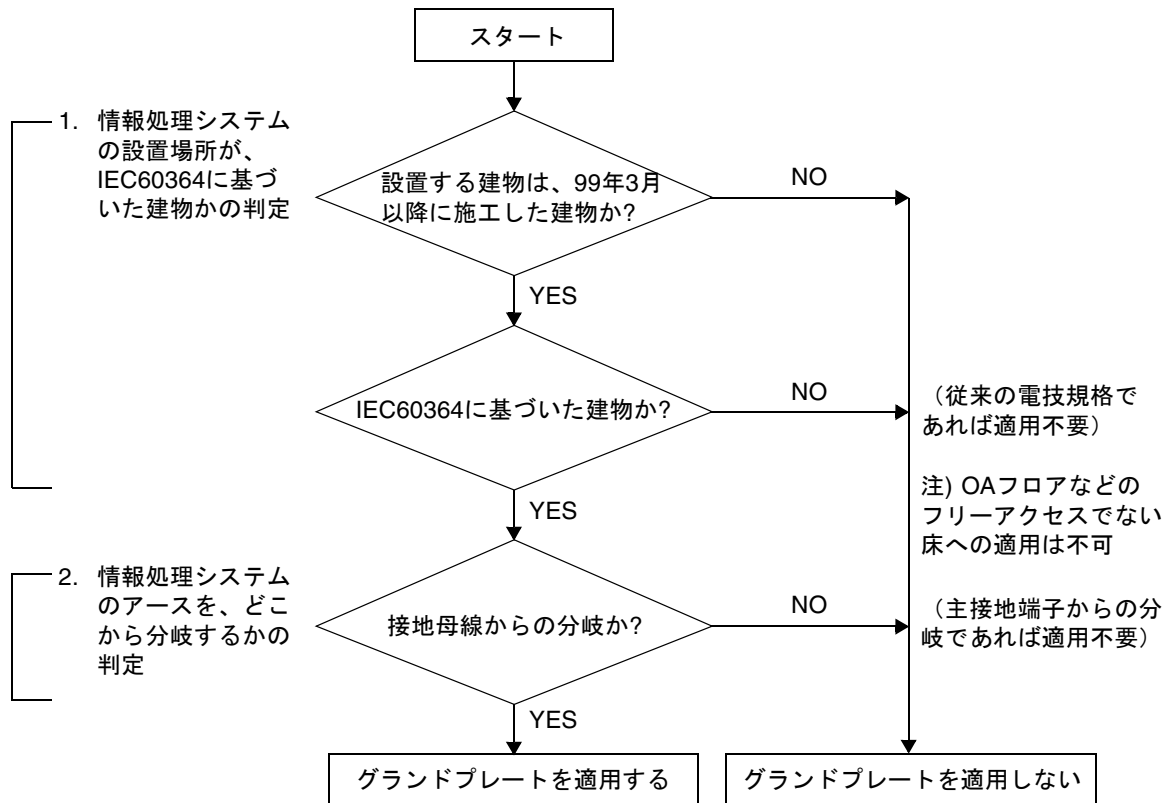 スタート
1. 情報処理システム
の設置場所が、
IEC60364に基づ
いた建物かの判定
設置する建物は、99年3月
以降に施工した建物か?
NO
YES
IEC60364に基づいた建物か?
NO
(従来の電技規格で
あれば適用不要)
注) OAフロアなどの
フリーアクセスでない
床への適用は不可
YES
2. 情報処理システム
のアースを、どこ
から分岐するかの
判定
接地母線からの分岐か?
NO
(主接地端子からの分
岐であれば適用不要)
YES
グランドプレートを適用する
グランドプレートを適用しない